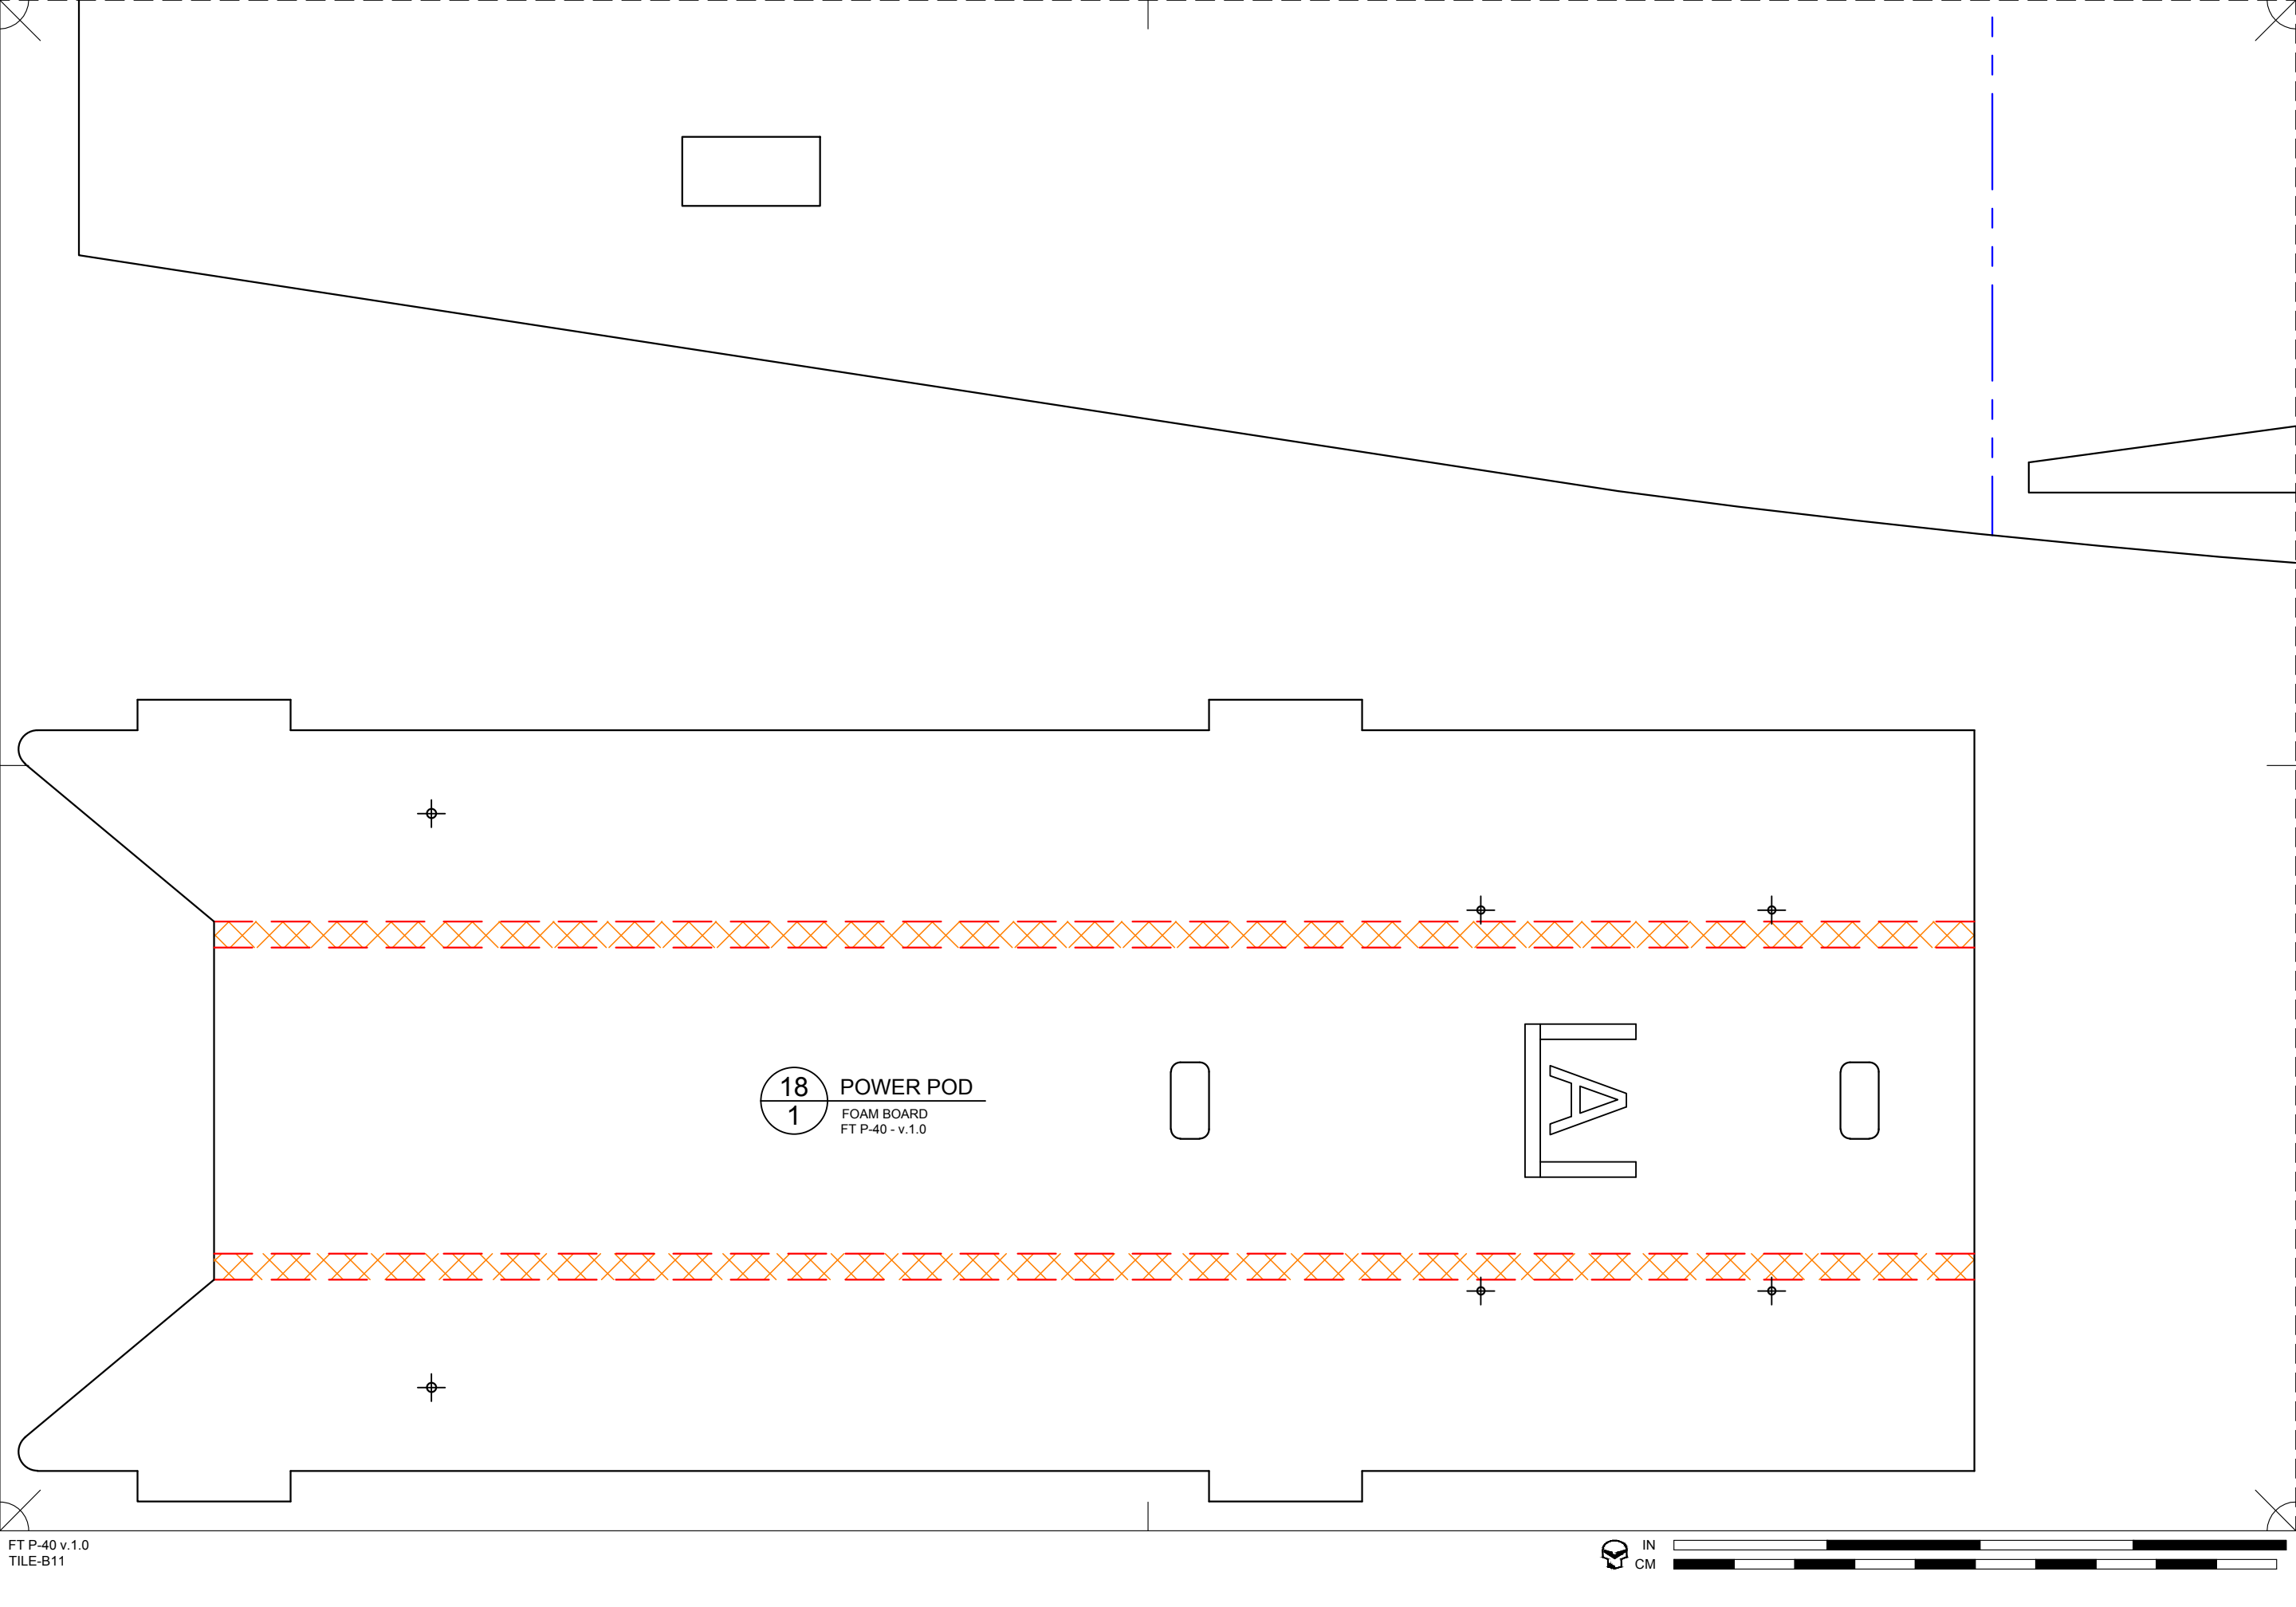 18
1
POWER POD
FOAM BOARD
FT P-40 - v.1.0
A
FT P-40 v.1.0
TILE-B11
IN
CM